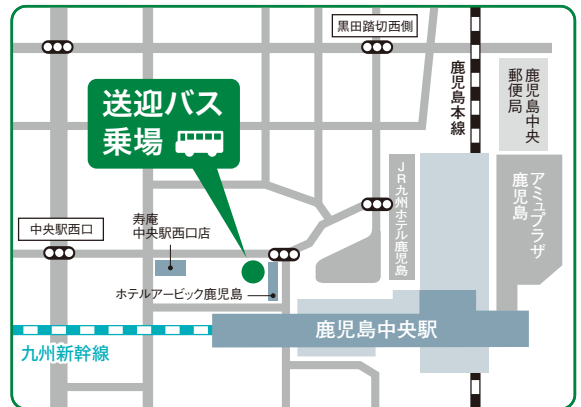 黒田踏切西側
鹿児島本線
鹿児島中央
郵便局
送迎バス
乗場
JR九州ホテル鹿児島
アミュプラザ
鹿児島
中央駅西口
寿庵
中央駅西口店
ホテルアービック鹿児島
鹿児島中央駅
九州新幹線